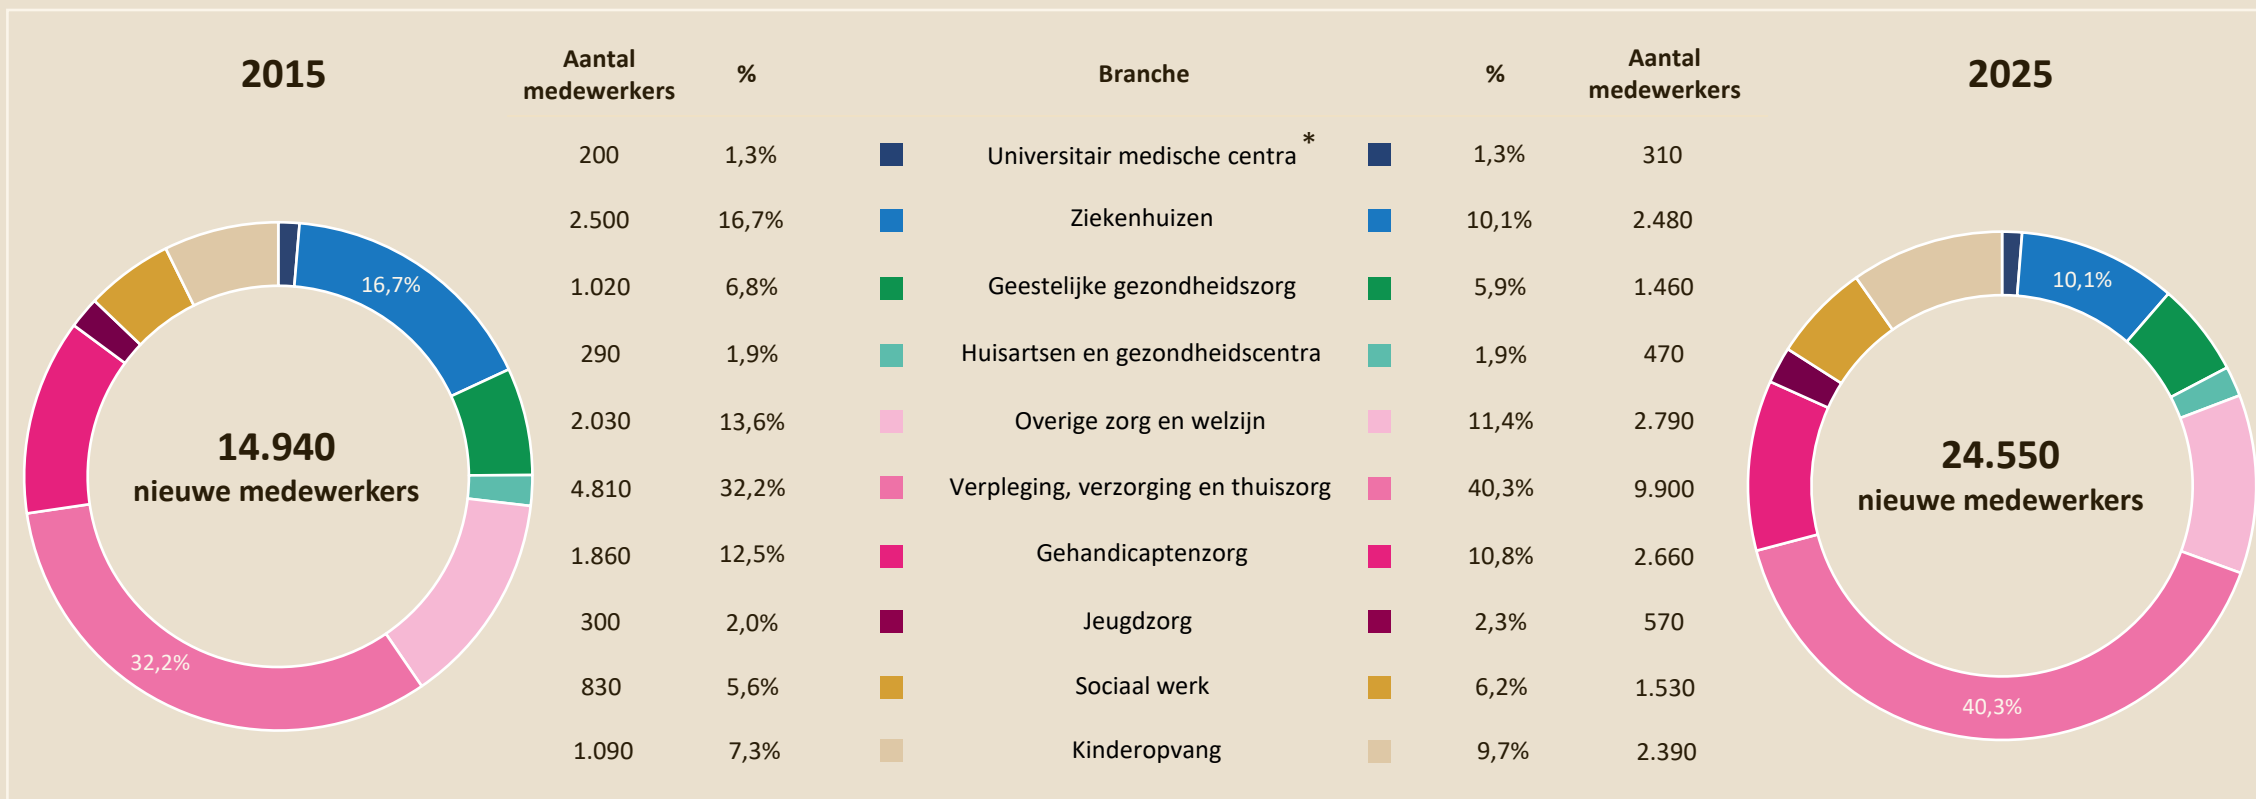 2015
Aantal
medewerkers
%
Branche
%
Aantal
medewerkers
2025
200 1,3% Universitair medische centra * 1,3% 310
2.500 16,7% Ziekenhuizen 10,1% 2.480
1.020 6,8% Geestelijke gezondheidszorg 5,9% 1.460
290 1,9% Huisartsen en gezondheidscentra 1,9% 470
2.030 13,6% Overige zorg en welzijn 11,4% 2.790
4.810 32,2% Verpleging, verzorging en thuiszorg 40,3% 9.900
1.860 12,5% Gehandicaptenzorg 10,8% 2.660
300 2,0% Jeugdzorg 2,3% 570
830 5,6% Sociaal werk 6,2% 1.530
1.090 7,3% Kinderopvang 9,7% 2.390
16,7%
14.940
nieuwe medewerkers
32,2%
10,1%
24.550
nieuwe medewerkers
40,3%